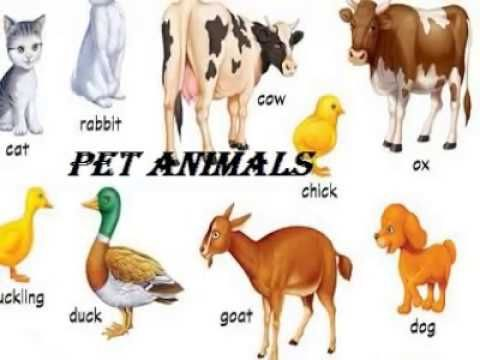 cow
rabbit
cat
PET ANIMALS
ox
chick
uckling
duck
goat
dog